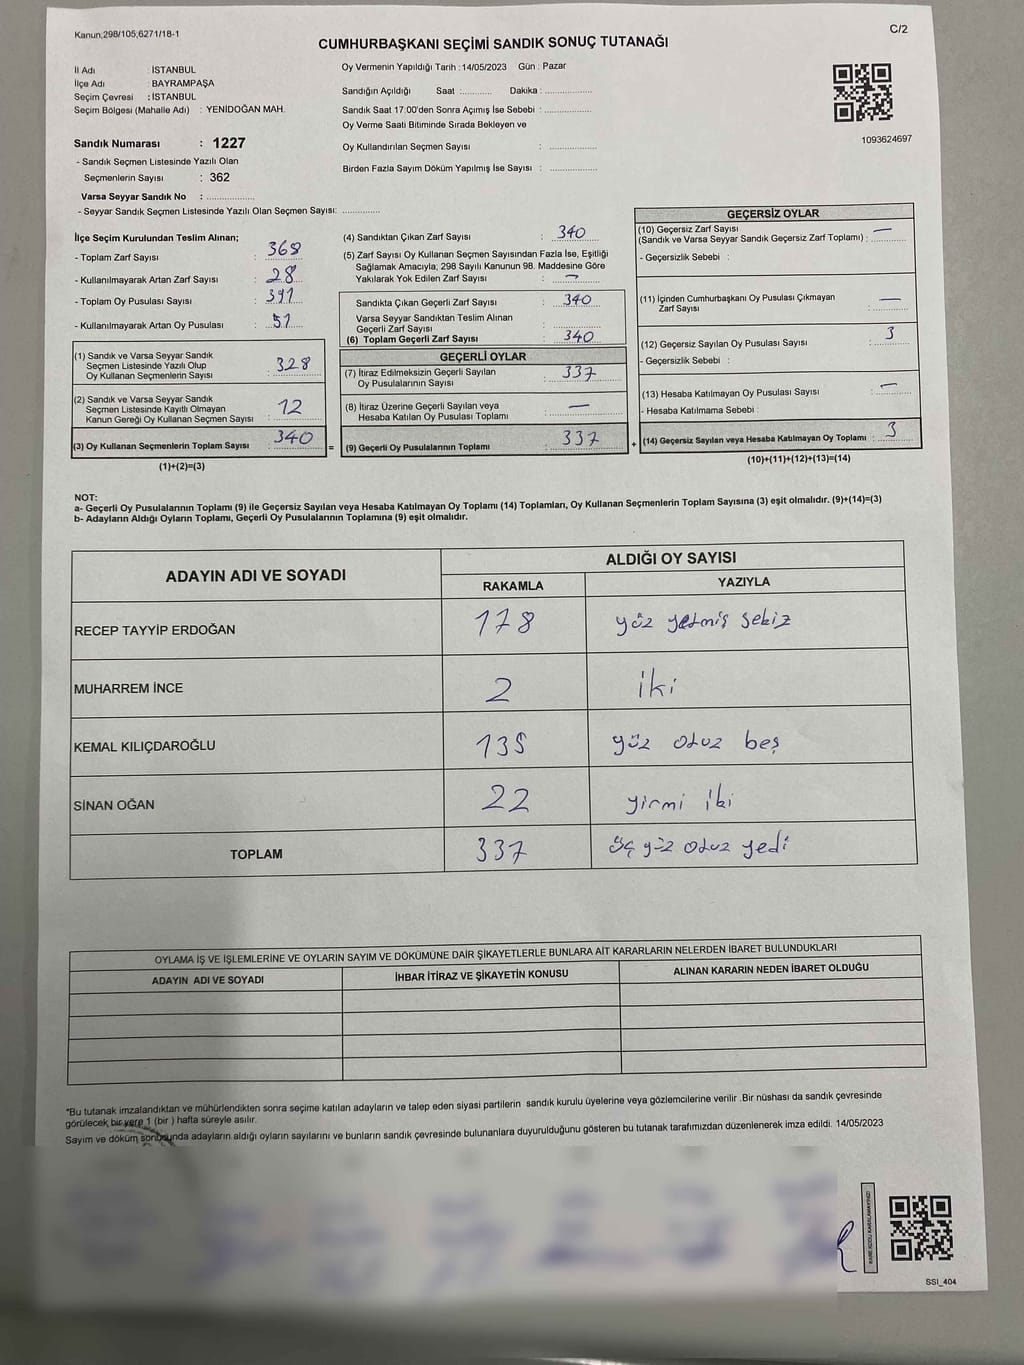 Kanun,298/105;6271/18-1
C/2
CUMHURBAŞKANI SEÇİMİ SANDIK SONUÇ TUTANAĞI
İl Adı : İSTANBUL
İlçe Adı : BAYRAMPAŞA
Seçim Çevresi : İSTANBUL
Seçim Bölgesi (Mahalle Adı) : YENİDOĞAN MAH.
Sandık Numarası : 1227
- Sandık Seçmen Listesinde Yazılı Olan
Seçmenlerin Sayısı : 362
Varsa Seyyar Sandık No : ..................
- Seyyar Sandık Seçmen Listesinde Yazılı Olan Seçmen Sayısı: ..............
Oy Vermenin Yapıldığı Tarih : 14/05/2023 Gün : Pazar
Sandığın Açıldığı Saat :............ Dakika : .................
Sandık Saat 17:00'den Sonra Açımış İse Sebebi : .................
Oy Verme Saati Bitiminde Sırada Bekleyen ve
Oy Kullandırılan Seçmen Sayısı : .................
Birden Fazla Sayım Döküm Yapılmış İse Sayısı : .................
1093624697
İlçe Seçim Kurulundan Teslim Alınan;
- Toplam Zarf Sayısı : 368
- Kullanılmayarak Artan Zarf Sayısı : 28
- Toplam Oy Pusulası Sayısı : 391
- Kullanılmayarak Artan Oy Pusulası : 51
(1) Sandık ve Varsa Seyyar Sandık
Seçmen Listesinde Yazılı Olup
Oy Kullanan Seçmenlerin Sayısı : 328
(2) Sandık ve Varsa Seyyar Sandık
Seçmen Listesinde Kayıtlı Olmayan
Kanun Gereği Oy Kullanan Seçmen Sayısı : 12
(3) Oy Kullanan Seçmenlerin Toplam Sayısı : 340
(1)+(2)=(3)
=
(4) Sandıktan Çıkan Zarf Sayısı : 340
(5) Zarf Sayısı Oy Kullanan Seçmen Sayısından Fazla İse, Eşitliği
Sağlamak Amacıyla; 298 Sayılı Kanunun 98. Maddesine Göre
Yakılarak Yok Edilen Zarf Sayısı : —
Sandıkta Çıkan Geçerli Zarf Sayısı : 340
Varsa Seyyar Sandıktan Teslim Alınan
Geçerli Zarf Sayısı :
(6) Toplam Geçerli Zarf Sayısı : 340
GEÇERLİ OYLAR
(7) İtiraz Edilmeksizin Geçerli Sayılan
Oy Pusulalarının Sayısı : 337
(8) İtiraz Üzerine Geçerli Sayılan veya
Hesaba Katılan Oy Pusulası Toplamı : —
(9) Geçerli Oy Pusulalarının Toplamı : 337
+
GEÇERSİZ OYLAR
(10) Geçersiz Zarf Sayısı —
(Sandık ve Varsa Seyyar Sandık Geçersiz Zarf Toplamı) :
- Geçersizlik Sebebi :
(11) İçinden Cumhurbaşkanı Oy Pusulası Çıkmayan
Zarf Sayısı : —
(12) Geçersiz Sayılan Oy Pusulası Sayısı : 3
- Geçersizlik Sebebi :
(13) Hesaba Katılmayan Oy Pusulası Sayısı : —
- Hesaba Katılmama Sebebi :
(14) Geçersiz Sayılan veya Hesaba Katılmayan Oy Toplamı : 3
(10)+(11)+(12)+(13)=(14)
NOT:
a- Geçerli Oy Pusulalarının Toplamı (9) ile Geçersiz Sayılan veya Hesaba Katılmayan Oy Toplamı (14) Toplamları, Oy Kullanan Seçmenlerin Toplam Sayısına (3) eşit olmalıdır. (9)+(14)=(3)
b- Adayların Aldığı Oyların Toplamı, Geçerli Oy Pusulalarının Toplamına (9) eşit olmalıdır.
ADAYIN ADI VE SOYADI ALDIĞI OY SAYISI
RAKAMLA YAZIYLA
RECEP TAYYİP ERDOĞAN 178 yüz yetmiş sekiz
MUHARREM İNCE 2 iki
KEMAL KILIÇDAROĞLU 135 yüz otuz beş
SİNAN OĞAN 22 yirmi iki
TOPLAM 337 üç yüz otuz yedi
OYLAMA İŞ VE İŞLEMLERİNE VE OYLARIN SAYIM VE DÖKÜMÜNE DAİR ŞİKAYETLERLE BUNLARA AİT KARARLARIN NELERDEN İBARET BULUNDUKLARI
ADAYIN ADI VE SOYADI İHBAR İTİRAZ VE ŞİKAYETİN KONUSU ALINAN KARARIN NEDEN İBARET OLDUĞU
*Bu tutanak imzalandıktan ve mühürlendikten sonra seçime katılan adayların ve talep eden siyasi partilerin sandık kurulu üyelerine veya gözlemcilerine verilir .Bir nüshası da sandık çevresinde
görülecek bir yere 1 (bir ) hafta süreyle asılır.
Sayım ve döküm sonucunda adayların aldığı oyların sayılarını ve bunların sandık çevresinde bulunanlara duyurulduğunu gösteren bu tutanak tarafımızdan düzenlenerek imza edildi. 14/05/2023
SSI_404